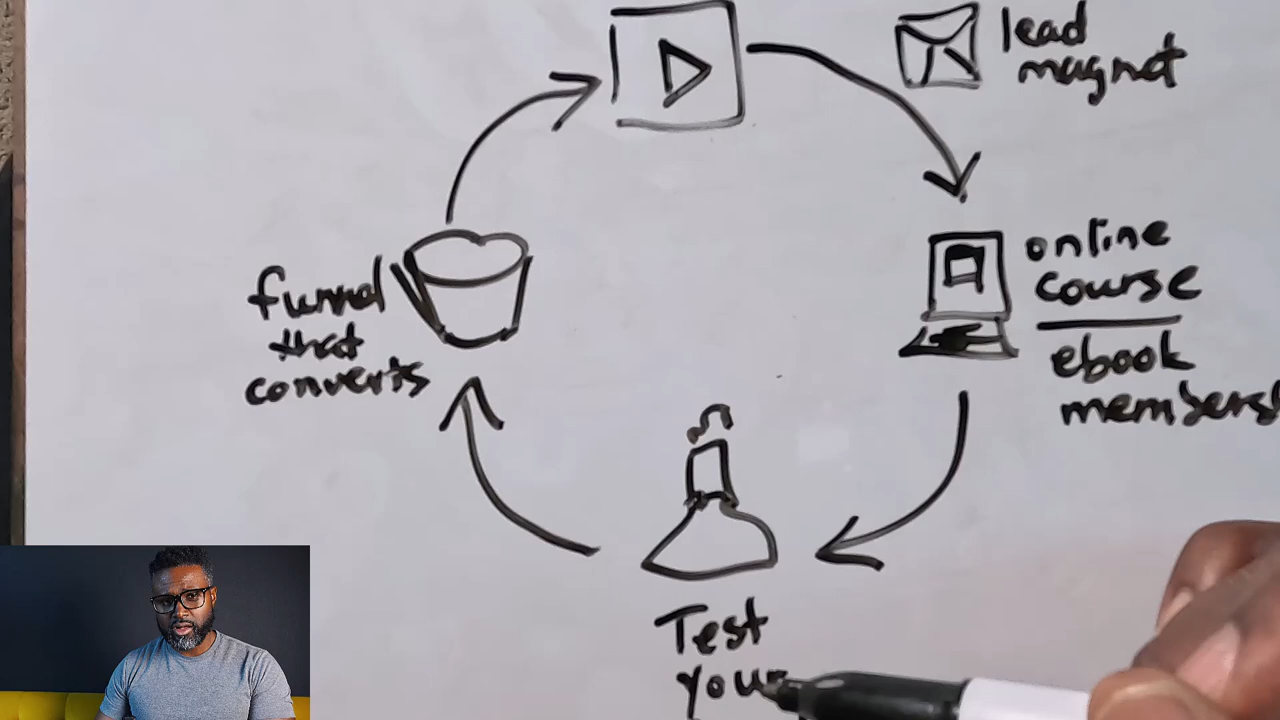 lead
magnet
online
course
ebook
funnel
that
converts
Test